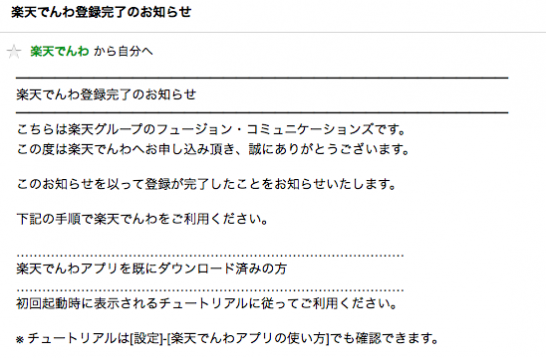 楽天でんわ登録完了のお知らせ
楽天でんわ から自分へ
楽天でんわ登録完了のお知らせ
こちらは楽天グループのフュージョン・コミュニケーションズです。
この度は楽天でんわへお申し込み頂き、誠にありがとうございます。
このお知らせを以って登録が完了したことをお知らせいたします。
下記の手順で楽天でんわをご利用ください。
楽天でんわアプリを既にダウンロード済みの方
初回起動時に表示されるチュートリアルに従ってご利用ください。
※ チュートリアルは[設定]-[楽天でんわアプリの使い方]でも確認できます。